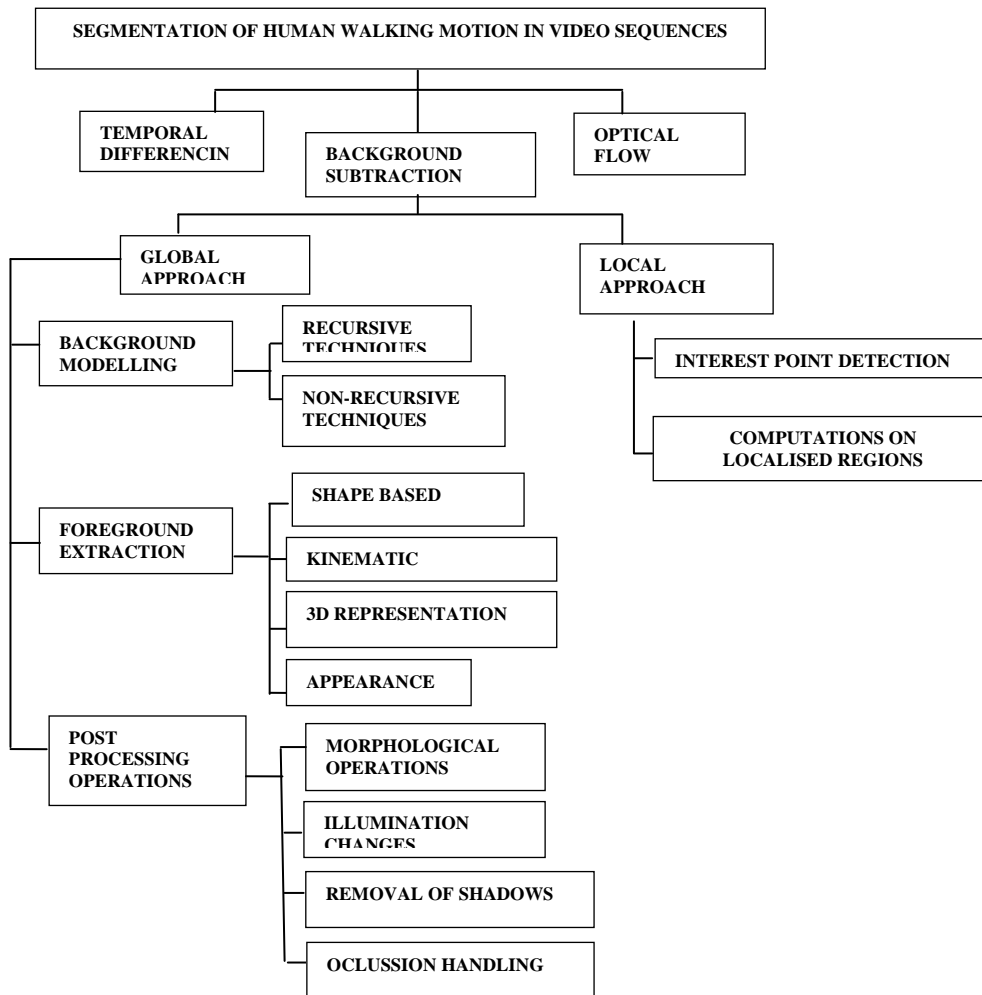 SEGMENTATION OF HUMAN WALKING MOTION IN VIDEO SEQUENCES
TEMPORAL
DIFFERENCIN
BACKGROUND
SUBTRACTION
OPTICAL
FLOW
GLOBAL
APPROACH
LOCAL
APPROACH
BACKGROUND
MODELLING
RECURSIVE
TECHNIQUES
NON-RECURSIVE
TECHNIQUES
INTEREST POINT DETECTION
COMPUTATIONS ON
LOCALISED REGIONS
FOREGROUND
EXTRACTION
SHAPE BASED
KINEMATIC
3D REPRESENTATION
APPEARANCE
POST
PROCESSING
OPERATIONS
MORPHOLOGICAL
OPERATIONS
ILLUMINATION
CHANGES
REMOVAL OF SHADOWS
OCLUSSION HANDLING